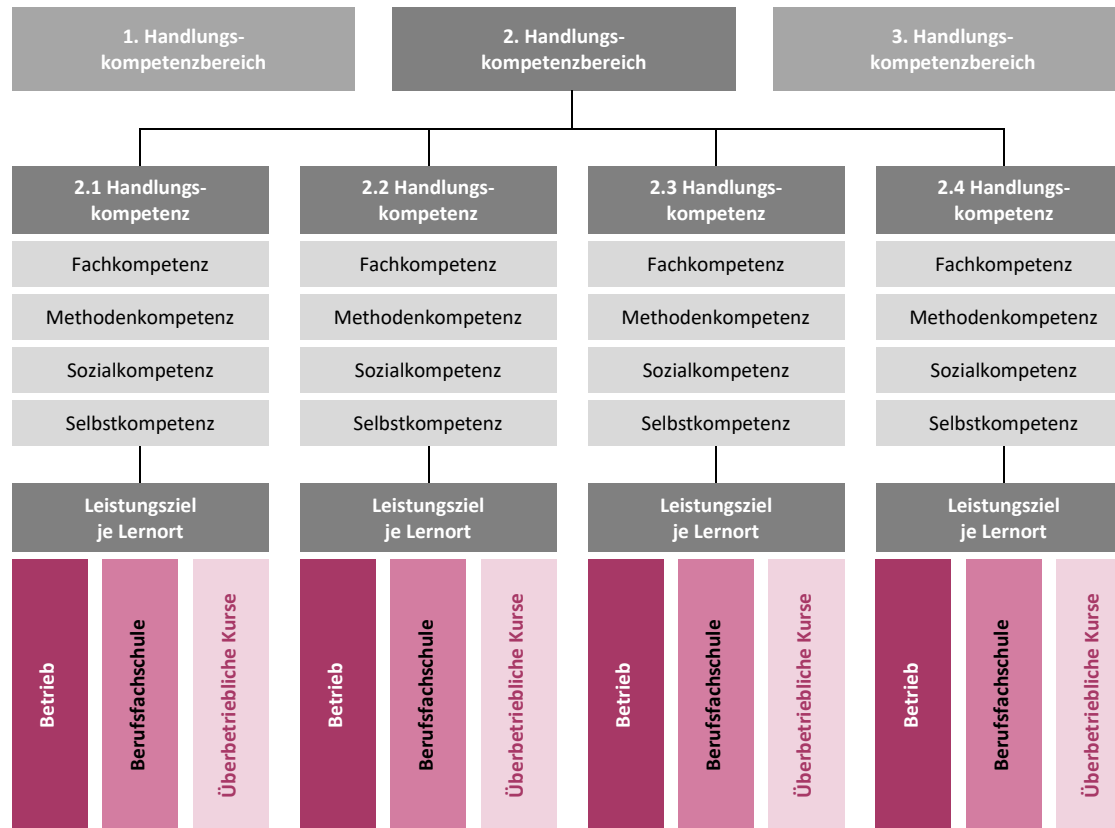 1. Handlungs-
kompetenzbereich
2. Handlungs-
kompetenzbereich
3. Handlungs-
kompetenzbereich
2.1 Handlungs-
kompetenz
2.2 Handlungs-
kompetenz
2.3 Handlungs-
kompetenz
2.4 Handlungs-
kompetenz
Fachkompetenz
Fachkompetenz
Fachkompetenz
Fachkompetenz
Methodenkompetenz
Methodenkompetenz
Methodenkompetenz
Methodenkompetenz
Sozialkompetenz
Sozialkompetenz
Sozialkompetenz
Sozialkompetenz
Selbstkompetenz
Selbstkompetenz
Selbstkompetenz
Selbstkompetenz
Leistungsziel
je Lernort
Leistungsziel
je Lernort
Leistungsziel
je Lernort
Leistungsziel
je Lernort
Betrieb
Berufsfachschule
Überbetriebliche Kurse
Betrieb
Berufsfachschule
Überbetriebliche Kurse
Betrieb
Berufsfachschule
Überbetriebliche Kurse
Betrieb
Berufsfachschule
Überbetriebliche Kurse